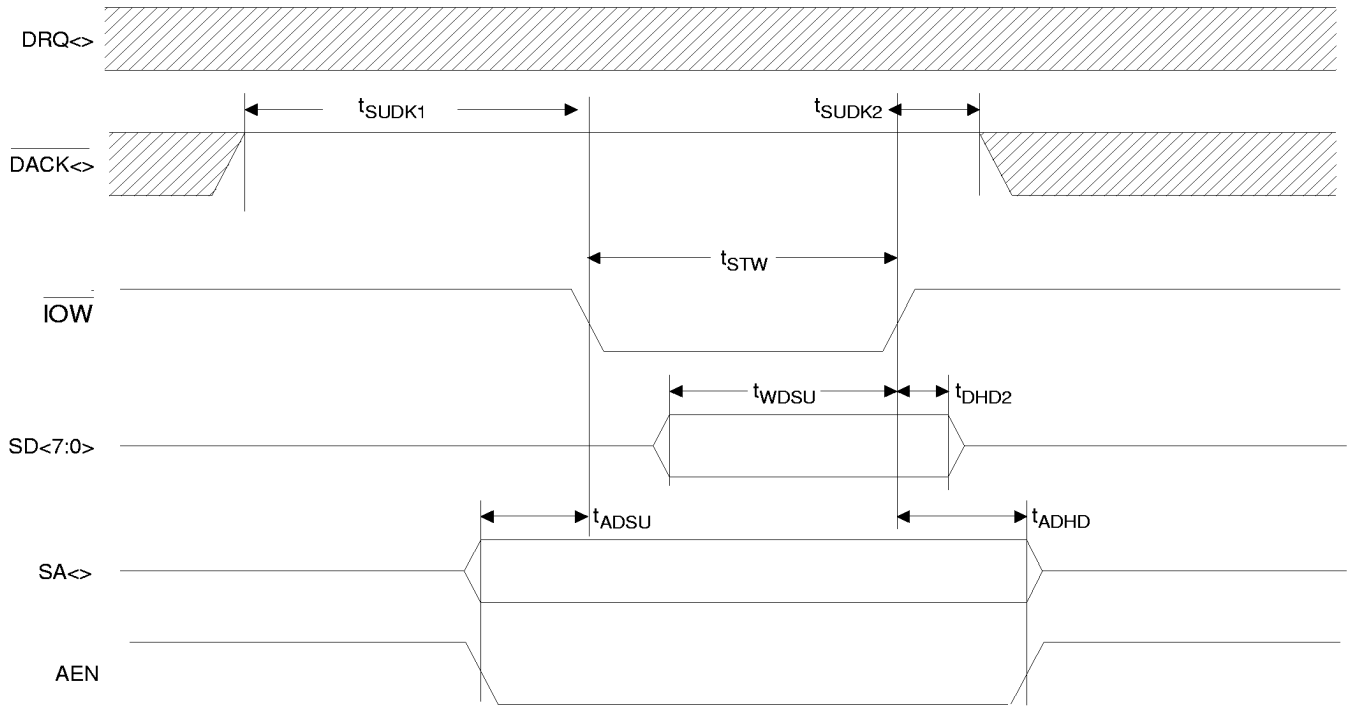 DRQ<>
tSUDK1
tSUDK2
DACK<>
tSTW
IOW
tWDSU
tDHD2
SD<7:0>
tADSU
tADHD
SA<>
AEN